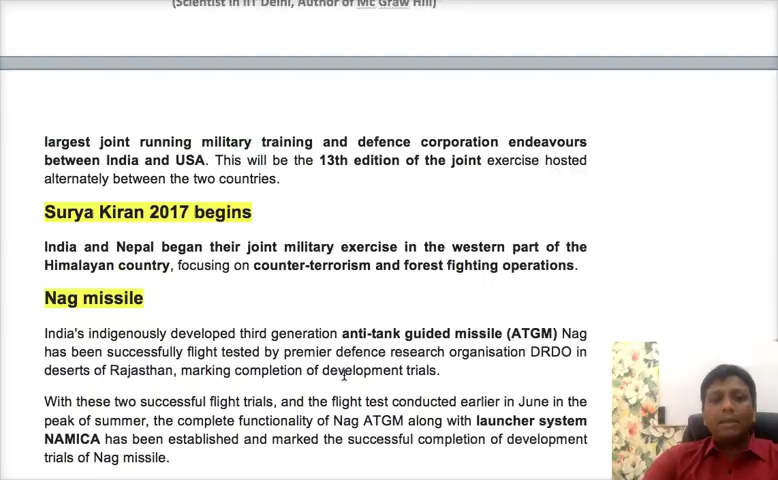 (Scientist in IIT Delhi, Author of Mc Graw Hill)
largest joint running military training and defence corporation endeavours
between India and USA. This will be the 13th edition of the joint exercise hosted
alternately between the two countries.
Surya Kiran 2017 begins
India and Nepal began their joint military exercise in the western part of the
Himalayan country, focusing on counter-terrorism and forest fighting operations.
Nag missile
India's indigenously developed third generation anti-tank guided missile (ATGM) Nag
has been successfully flight tested by premier defence research organisation DRDO in
deserts of Rajasthan, marking completion of development trials.
With these two successful flight trials, and the flight test conducted earlier in June in the
peak of summer, the complete functionality of Nag ATGM along with launcher system
NAMICA has been established and marked the successful completion of development
trials of Nag missile.